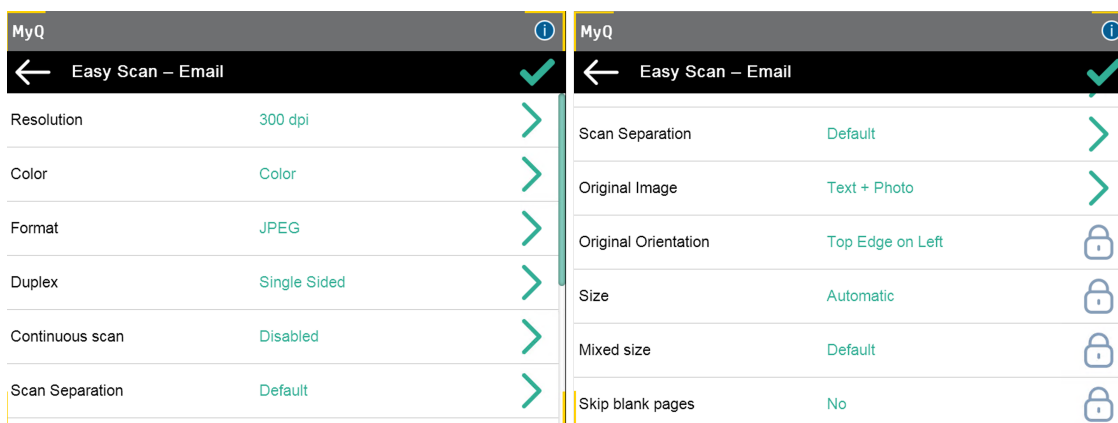 MyQ
Easy Scan – Email
Resolution 300 dpi
Color Color
Format JPEG
Duplex Single Sided
Continuous scan Disabled
Scan Separation Default
MyQ
Easy Scan – Email
Scan Separation Default
Original Image Text + Photo
Original Orientation Top Edge on Left
Size Automatic
Mixed size Default
Skip blank pages No